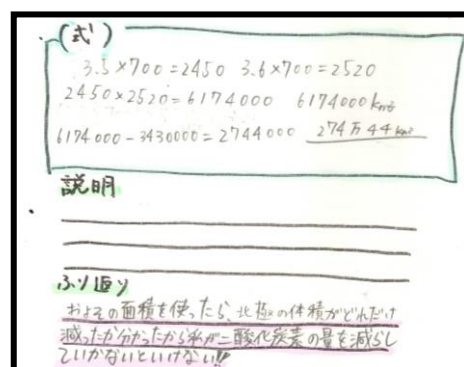 (式)
3.5×700=2450 3.6×700=2520
2450×2520=6174000 6174000km²
6174000-3430000=2744000 274万44km²
説明
ふり返り
およその面積を使ったら、北極の体積がどれだけ
減ったか分かったから私が二酸化炭素の量を減らし
ていかないといけない!!